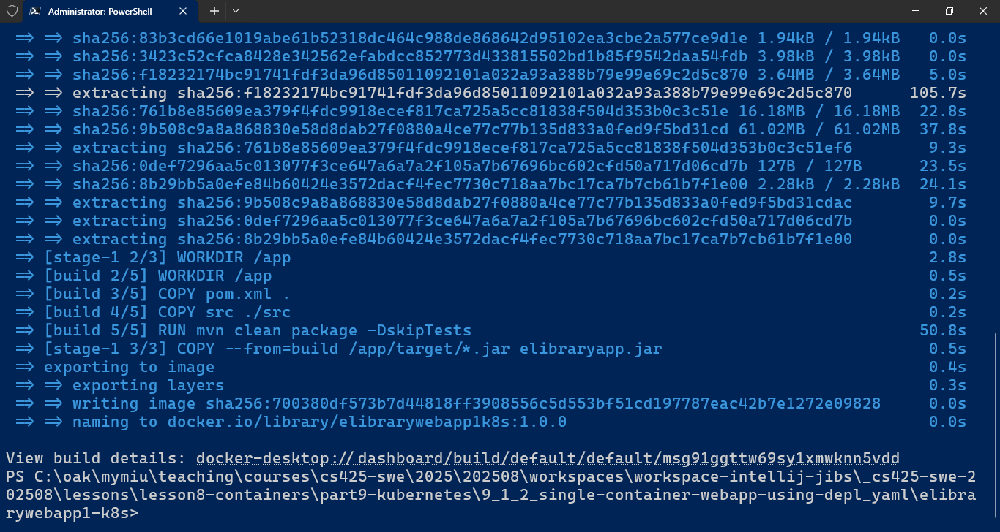 Administrator: PowerShell
=> => sha256:83b3cd66e1019abe61b52318dc464c988de868642d95102ea3cbe2a577ce9d1e 1.94kB / 1.94kB 0.0s
=> => sha256:3423c52cfca8428e342562efabdcc852773d433815502bd1b85f9542daa54fdb 3.98kB / 3.98kB 0.0s
=> => sha256:f18232174bc91741fdf3da96d85011092101a032a93a388b79e99e69c2d5c870 3.64MB / 3.64MB 5.0s
=> => extracting sha256:f18232174bc91741fdf3da96d85011092101a032a93a388b79e99e69c2d5c870 105.7s
=> => sha256:761b8e85609ea379f4fdc9918ecef817ca725a5cc81838f504d353b0c3c51e 16.18MB / 16.18MB 22.8s
=> => sha256:9b508c9a8a868830e58d8dab27f0880a4ce77c77b135d833a0fed9f5bd31cd 61.02MB / 61.02MB 37.8s
=> => extracting sha256:761b8e85609ea379f4fdc9918ecef817ca725a5cc81838f504d353b0c3c51ef6 9.3s
=> => sha256:0def7296aa5c013077f3ce647a6a7a2f105a7b67696bc602cfd50a717d06cd7b 127B / 127B 23.5s
=> => sha256:8b29bb5a0efe84b60424e3572dacf4fec7730c718aa7bc17ca7b7cb61b7f1e00 2.28kB / 2.28kB 24.1s
=> => extracting sha256:9b508c9a8a868830e58d8dab27f0880a4ce77c77b135d833a0fed9f5bd31cdac 9.7s
=> => extracting sha256:0def7296aa5c013077f3ce647a6a7a2f105a7b67696bc602cfd50a717d06cd7b 0.0s
=> => extracting sha256:8b29bb5a0efe84b60424e3572dacf4fec7730c718aa7bc17ca7b7cb61b7f1e00 0.0s
=> [stage-1 2/3] WORKDIR /app 2.8s
=> [build 2/5] WORKDIR /app 0.5s
=> [build 3/5] COPY pom.xml . 0.2s
=> [build 4/5] COPY src ./src 0.2s
=> [build 5/5] RUN mvn clean package -DskipTests 50.8s
=> [stage-1 3/3] COPY --from=build /app/target/*.jar elibraryapp.jar 0.5s
=> exporting to image 0.4s
=> => exporting layers 0.3s
=> => writing image sha256:700380df573b7d44818ff3908556c5d553bf51cd197787eac42b7e1272e09828 0.0s
=> => naming to docker.io/library/elibrarywebapp1k8s:1.0.0 0.0s
View build details: docker-desktop://dashboard/build/default/default/msg91ggttw69sy1xmwknn5vdd
PS C:\oak\mymiu\teaching\courses\cs425-swe\2025\202508\workspaces\workspace-intellij-jibs\_cs425-swe-2
02508\lessons\lesson8-containers\part9-kubernetes\9_1_2_single-container-webapp-using-depl_yaml\elibra
rywebapp1-k8s>